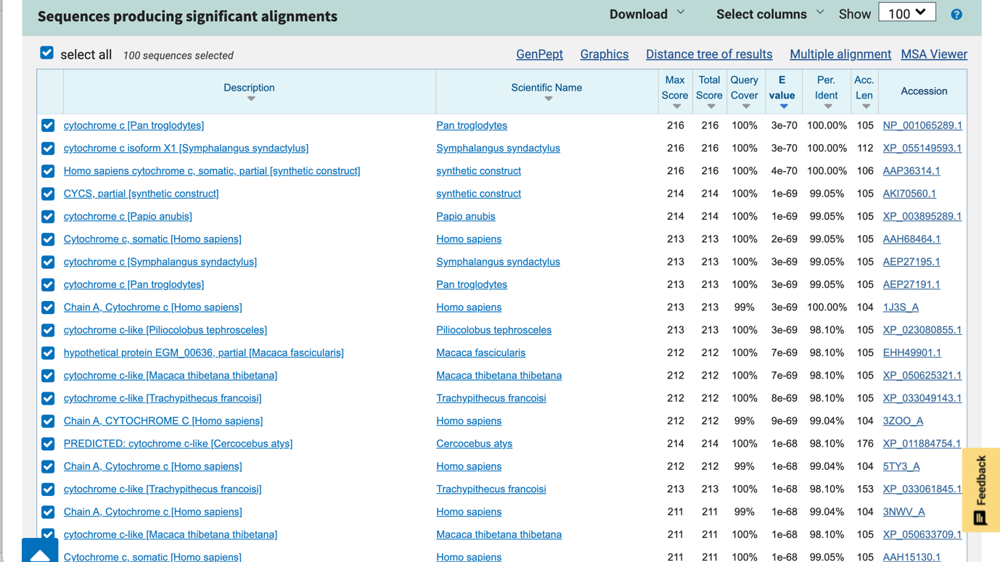 Sequences producing significant alignments Download Select columns Show 100 ?
select all 100 sequences selected GenPept Graphics Distance tree of results Multiple alignment MSA Viewer
Description Scientific Name Max Score Total Score Query Cover E value Per. Ident Acc. Len Accession
cytochrome c [Pan troglodytes] Pan troglodytes 216 216 100% 3e-70 100.00% 105 NP_001065289.1
cytochrome c isoform X1 [Symphalangus syndactylus] Symphalangus syndactylus 216 216 100% 3e-70 100.00% 112 XP_055149593.1
Homo sapiens cytochrome c, somatic, partial [synthetic construct] synthetic construct 216 216 100% 4e-70 100.00% 106 AAP36314.1
CYCS, partial [synthetic construct] synthetic construct 214 214 100% 1e-69 99.05% 105 AKI70560.1
cytochrome c [Papio anubis] Papio anubis 214 214 100% 1e-69 99.05% 105 XP_003895289.1
Cytochrome c, somatic [Homo sapiens] Homo sapiens 213 213 100% 2e-69 99.05% 105 AAH68464.1
cytochrome c [Symphalangus syndactylus] Symphalangus syndactylus 213 213 100% 3e-69 99.05% 105 AEP27195.1
cytochrome c [Pan troglodytes] Pan troglodytes 213 213 100% 3e-69 99.05% 105 AEP27191.1
Chain A, Cytochrome c [Homo sapiens] Homo sapiens 213 213 99% 3e-69 100.00% 104 1J3S_A
cytochrome c-like [Piliocolobus tephrosceles] Piliocolobus tephrosceles 213 213 100% 3e-69 98.10% 105 XP_023080855.1
hypothetical protein EGM_00636, partial [Macaca fascicularis] Macaca fascicularis 212 212 100% 7e-69 98.10% 105 EHH49901.1
cytochrome c-like [Macaca thibetana thibetana] Macaca thibetana thibetana 212 212 100% 7e-69 98.10% 105 XP_050625321.1
cytochrome c-like [Trachypithecus francoisi] Trachypithecus francoisi 212 212 100% 8e-69 98.10% 105 XP_033049143.1
Chain A, CYTOCHROME C [Homo sapiens] Homo sapiens 212 212 99% 9e-69 99.04% 104 3ZOO_A
PREDICTED: cytochrome c-like [Cercocebus atys] Cercocebus atys 214 214 100% 1e-68 98.10% 176 XP_011884754.1
Chain A, Cytochrome c [Homo sapiens] Homo sapiens 212 212 99% 1e-68 99.04% 104 5TY3_A
cytochrome c-like [Trachypithecus francoisi] Trachypithecus francoisi 213 213 100% 1e-68 98.10% 153 XP_033061845.1
Chain A, Cytochrome c [Homo sapiens] Homo sapiens 211 211 99% 1e-68 99.04% 104 3NWV_A
cytochrome c-like [Macaca thibetana thibetana] Macaca thibetana thibetana 211 211 100% 1e-68 98.10% 105 XP_050633709.1
Cytochrome c, somatic [Homo sapiens] Homo sapiens 211 211 100% 1e-68 99.05% 105 AAH15130.1
Feedback